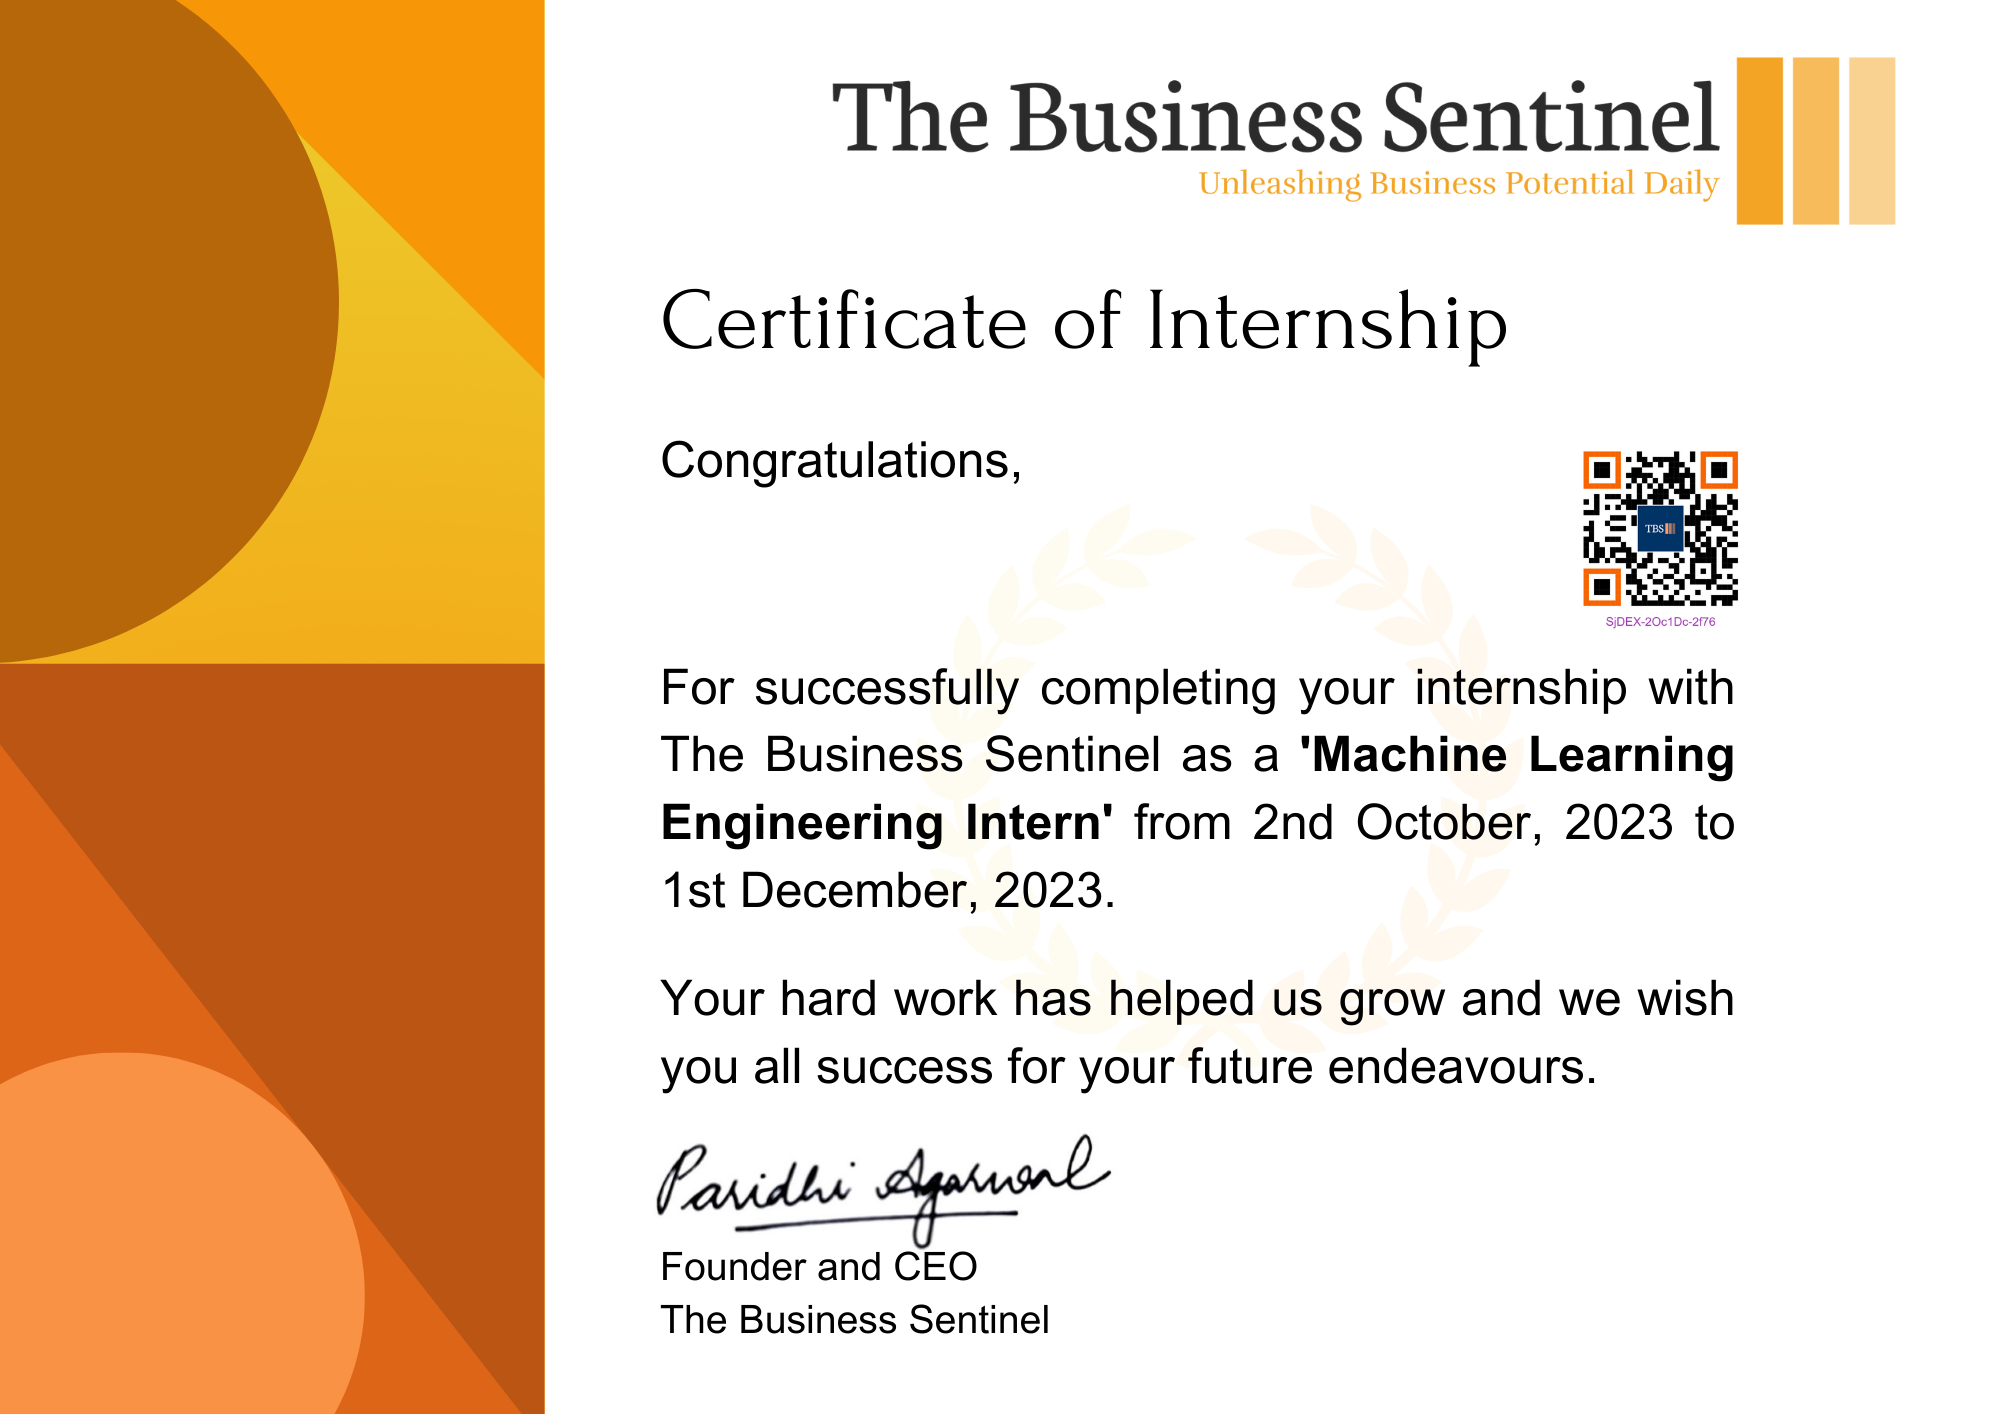 The Business Sentinel
Unleashing Business Potential Daily
Certificate of Internship
Congratulations,
TBS
SjDEX-2Oc1Dc-2f76
For successfully completing your internship with
The Business Sentinel as a 'Machine Learning
Engineering Intern' from 2nd October, 2023 to
1st December, 2023.
Your hard work has helped us grow and we wish
you all success for your future endeavours.
Paridhi Agarwal
Founder and CEO
The Business Sentinel